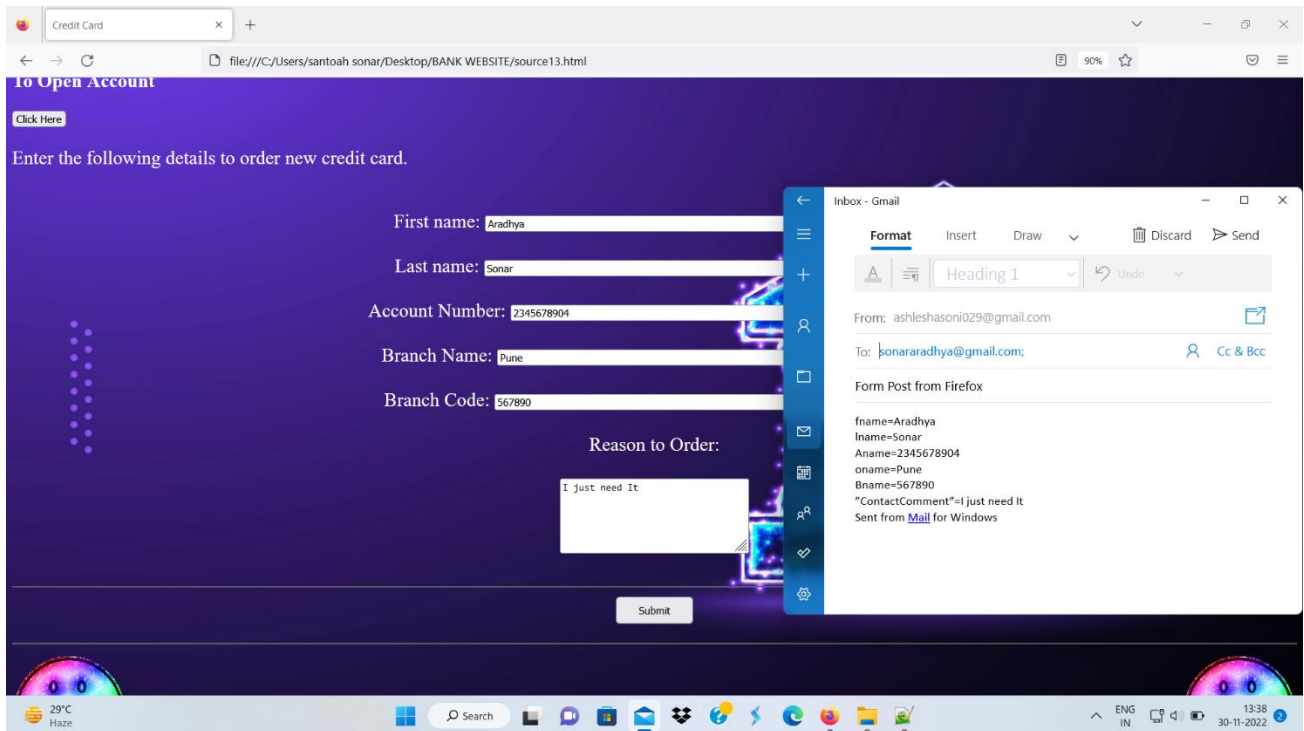 Credit Card
file:///C:/Users/santoah sonar/Desktop/BANK WEBSITE/source13.html
90%
To Open Account
Click Here
Enter the following details to order new credit card.
First name: Aradhya
Last name: Sonar
Account Number: 2345678904
Branch Name: Pune
Branch Code: 567890
Reason to Order:
I just need It
Submit
Inbox - Gmail
Format Insert Draw Discard Send
A Heading 1 Undo
From: ashleshasoni029@gmail.com
To: sonararadhya@gmail.com; Cc & Bcc
Form Post from Firefox
fname=Aradhya
lname=Sonar
Aname=2345678904
oname=Pune
Bname=567890
"ContactComment"=I just need It
Sent from Mail for Windows
29°C
Haze
Search
ENG
IN
13:38
30-11-2022
2